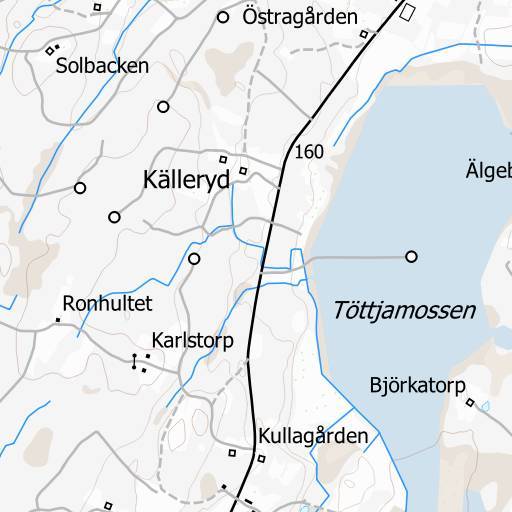 Östragården
Solbacken
160
Älgeb
Källeryd
Ronhultet
Töttjamossen
Karlstorp
Björkatorp
Kullagården